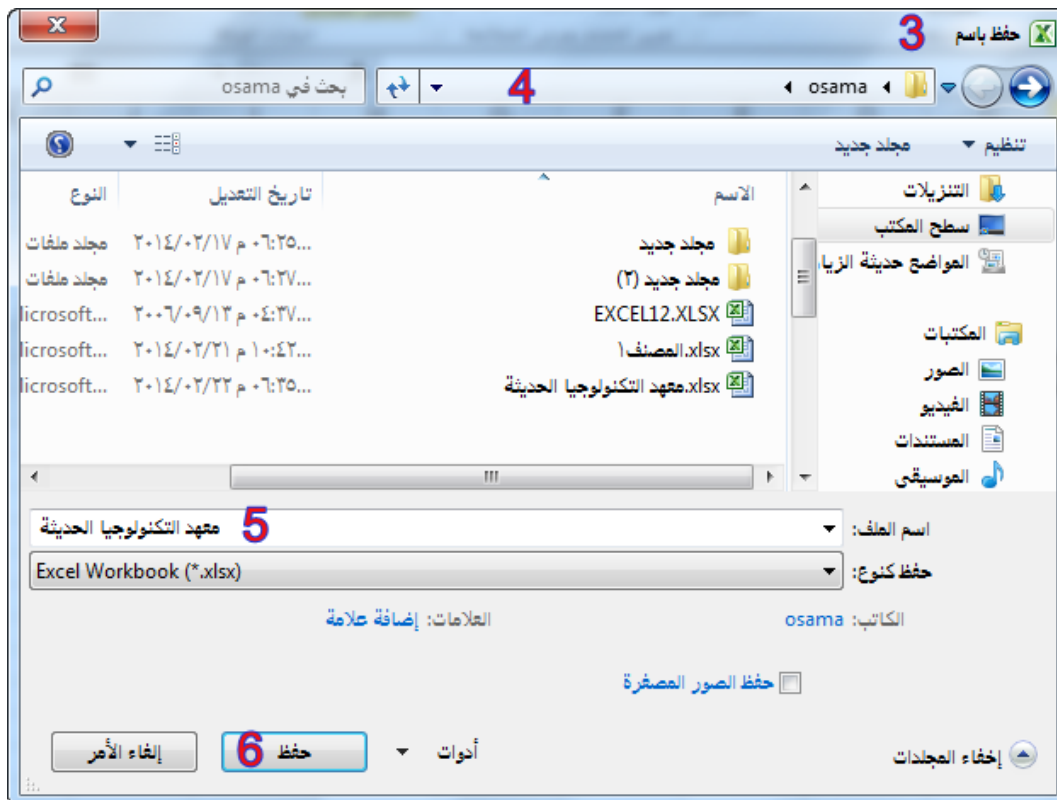 حفظ باسم 3
osama 4 بحث في osama
تنظيم مجلد جديد
الاسم تاريخ التعديل النوع
التنزيلات
سطح المكتب
المواضع حديثة الزيا
المكتبات
الصور
الفيديو
المستندات
الموسيقى
مجلد جديد ٢٠١٤/٠٢/١٧ م ٠٦:٢٥... مجلد ملفات
مجلد جديد (٢) ٢٠١٤/٠٢/١٧ م ٠٦:٢٧... مجلد ملفات
EXCEL12.XLSX ٢٠٠٦/٠٩/١٣ م ٠٤:٣٧... licrosoft...
المصنف١.xlsx ٢٠١٤/٠٢/٢١ م ١٠:٤٢... licrosoft...
معهد التكنولوجيا الحديثة.xlsx ٢٠١٤/٠٢/٢٢ م ٠٦:٣٥... licrosoft...
اسم الملف: معهد التكنولوجيا الحديثة 5
حفظ كنوع: Excel Workbook (*.xlsx)
الكاتب: osama العلامات: إضافة علامة
حفظ الصور المصغرة
إخفاء المجلدات أدوات حفظ 6 إلغاء الأمر